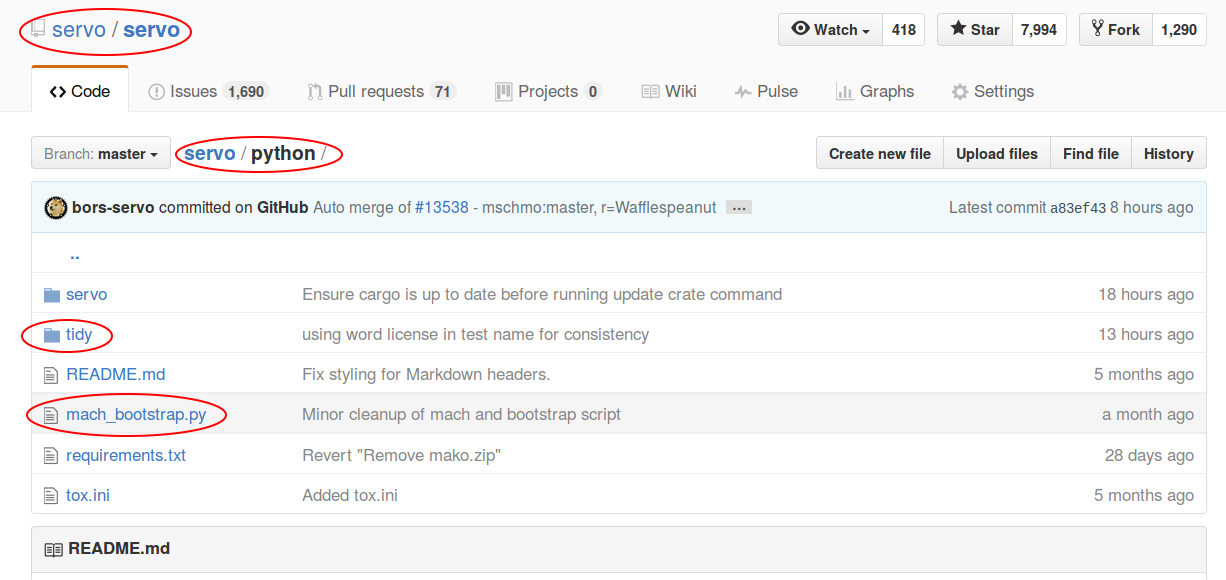 servo / servo Watch 418 Star 7,994 Fork 1,290
Code Issues 1,690 Pull requests 71 Projects 0 Wiki Pulse Graphs Settings
Branch: master servo / python / Create new file Upload files Find file History
bors-servo committed on GitHub Auto merge of #13538 - mschmo:master, r=Wafflespeanut ... Latest commit a83ef43 8 hours ago
..
servo Ensure cargo is up to date before running update crate command 18 hours ago
tidy using word license in test name for consistency 13 hours ago
README.md Fix styling for Markdown headers. 5 months ago
mach_bootstrap.py Minor cleanup of mach and bootstrap script a month ago
requirements.txt Revert "Remove mako.zip" 28 days ago
tox.ini Added tox.ini 5 months ago
README.md